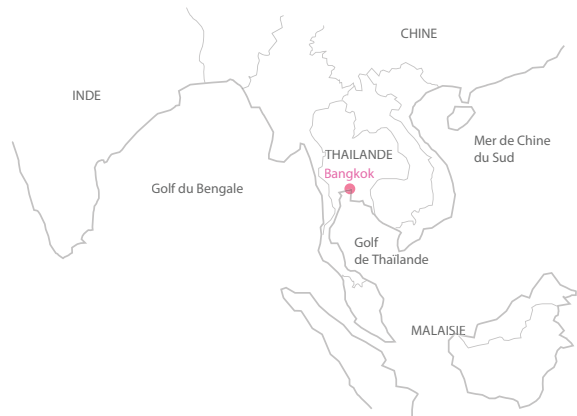 CHINE
INDE
Mer de Chine
du Sud
THAILANDE
Bangkok
Golf du Bengale
Golf
de Thaïlande
MALAISIE